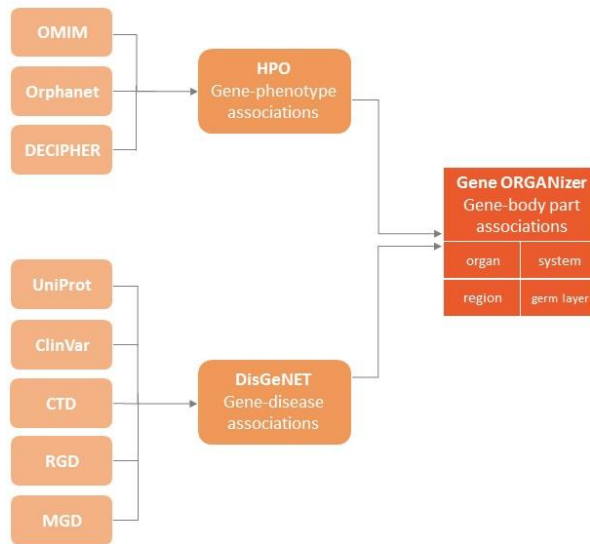 OMIM
Orphanet
DECIPHER
HPO
Gene-phenotype
associations
Gene ORGANizer
Gene-body part
associations
organ
system
region
germ layer
UniProt
ClinVar
CTD
RGD
MGD
DisGeNET
Gene-disease
associations